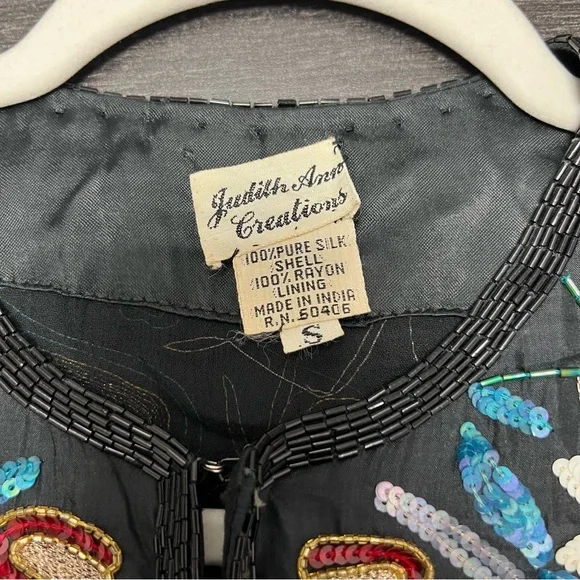 Judith Ann
Creations
100% PURE SILK
SHELL
100% RAYON
LINING
MADE IN INDIA
R.N. 60406
S